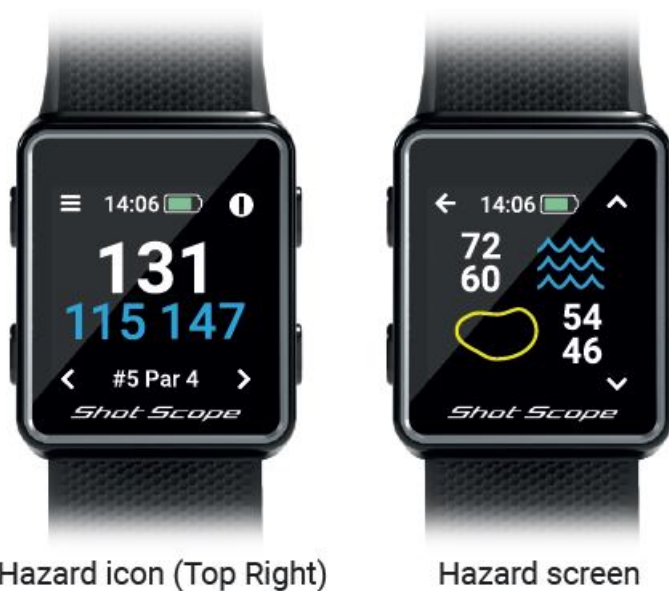 14:06
131
115 147
#5 Par 4
Shot Scope
14:06
72
60
54
46
Shot Scope
Hazard icon (Top Right)
Hazard screen